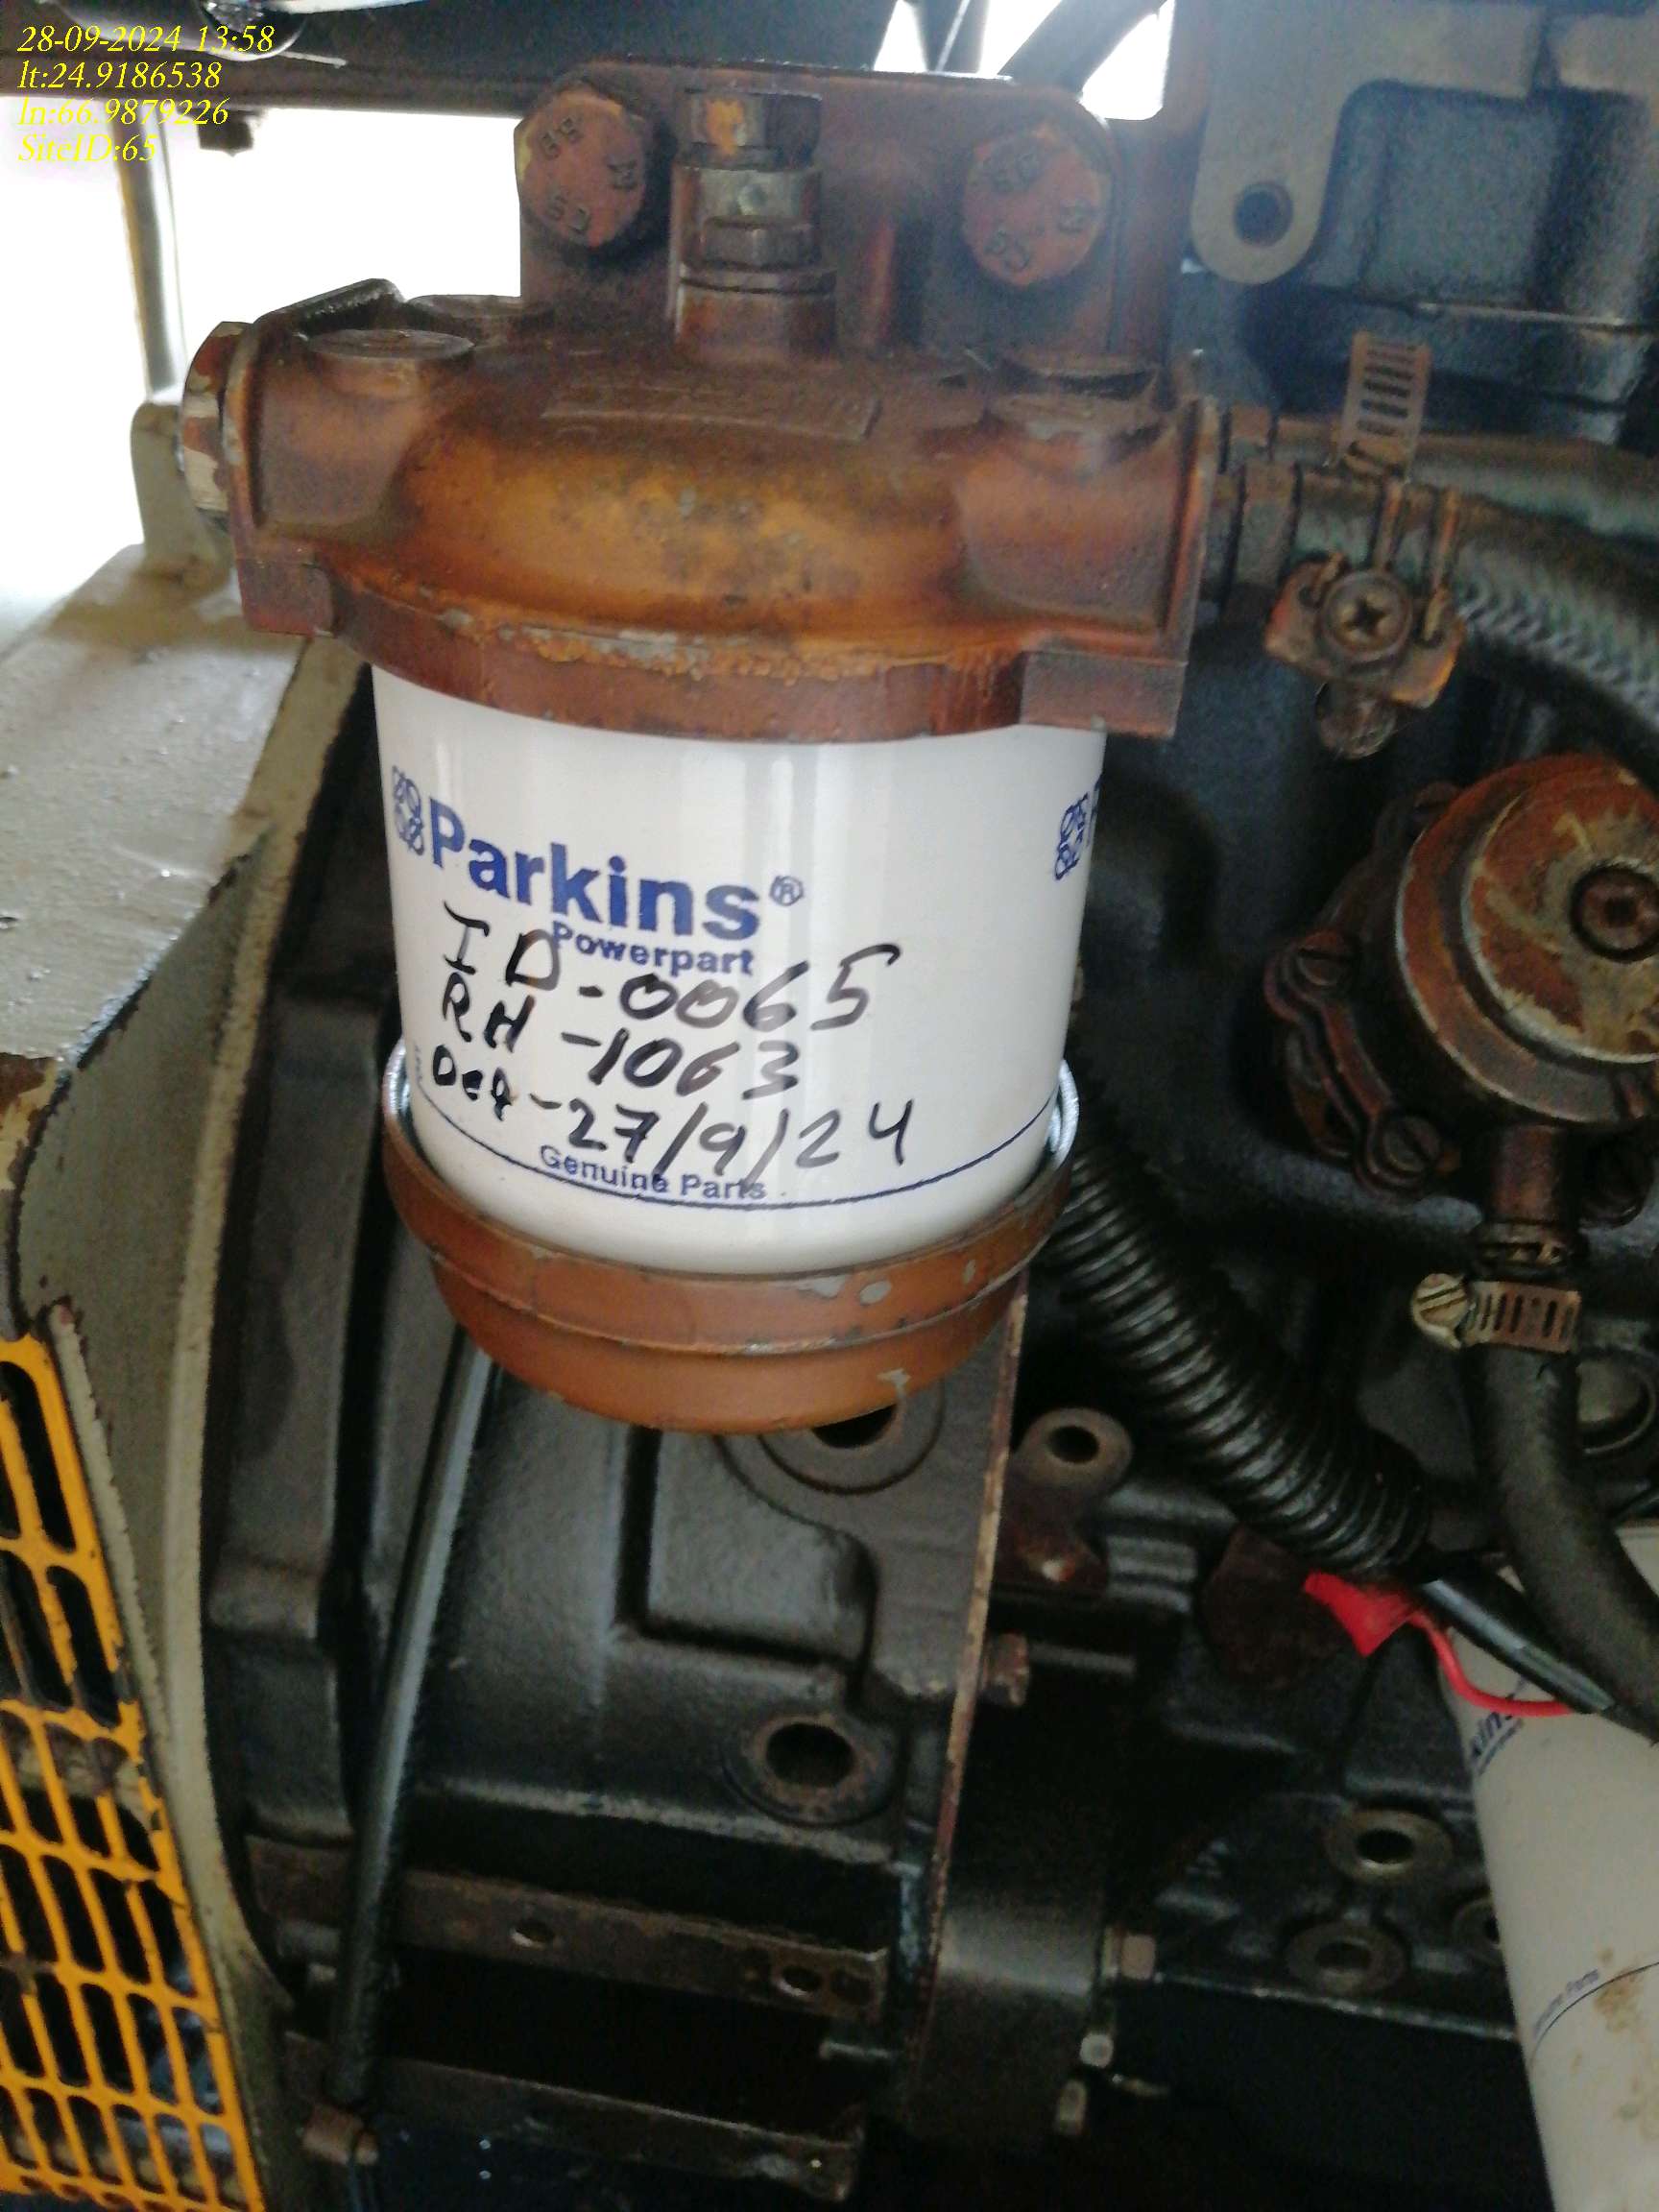 28-09-2024 13:58
lt:24.9186538
ln:66.9879226
SiteID:65
Parkins®
Powerpart
ID-0065
RH-1063
-27/9/24
Genuine Parts